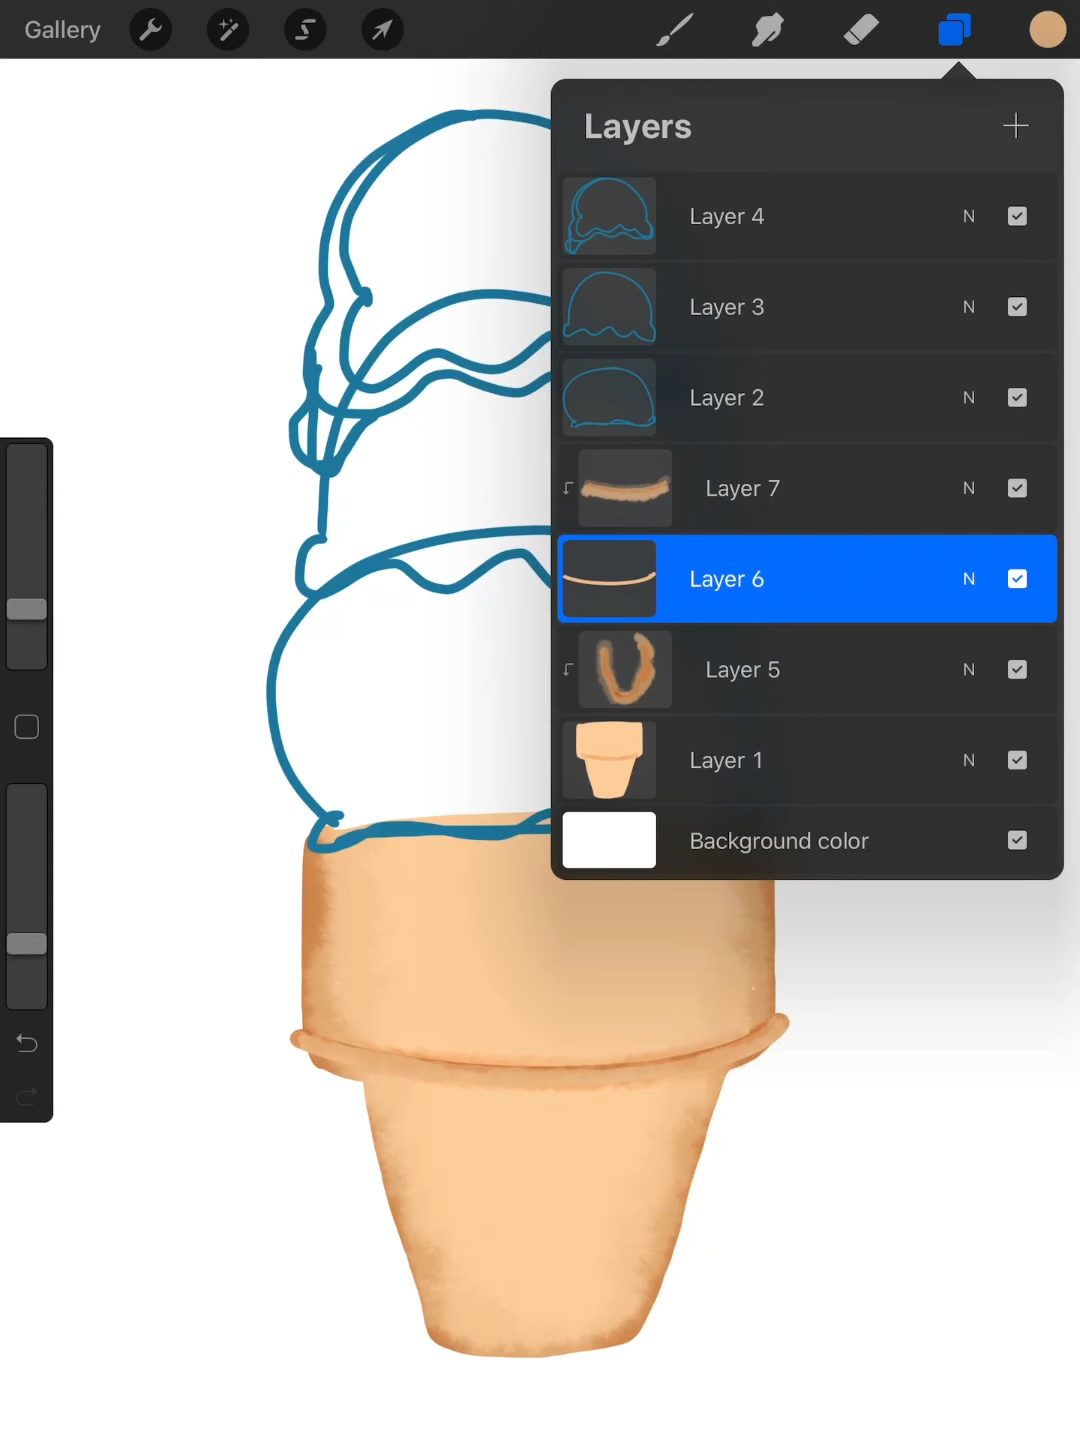 Gallery
Layers
Layer 4 N
Layer 3 N
Layer 2 N
Layer 7 N
Layer 6 N
Layer 5 N
Layer 1 N
Background color